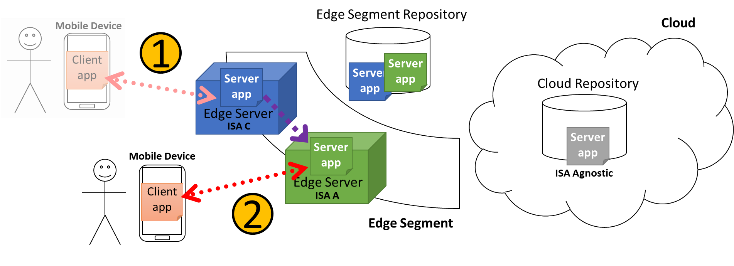 Mobile Device
Client
app
1
Server
app
Edge Server
ISA C
Edge Segment Repository
Server
app
Server
app
Cloud
Cloud Repository
Server
app
ISA Agnostic
Mobile Device
Client
app
2
Server
app
Edge Server
ISA A
Edge Segment